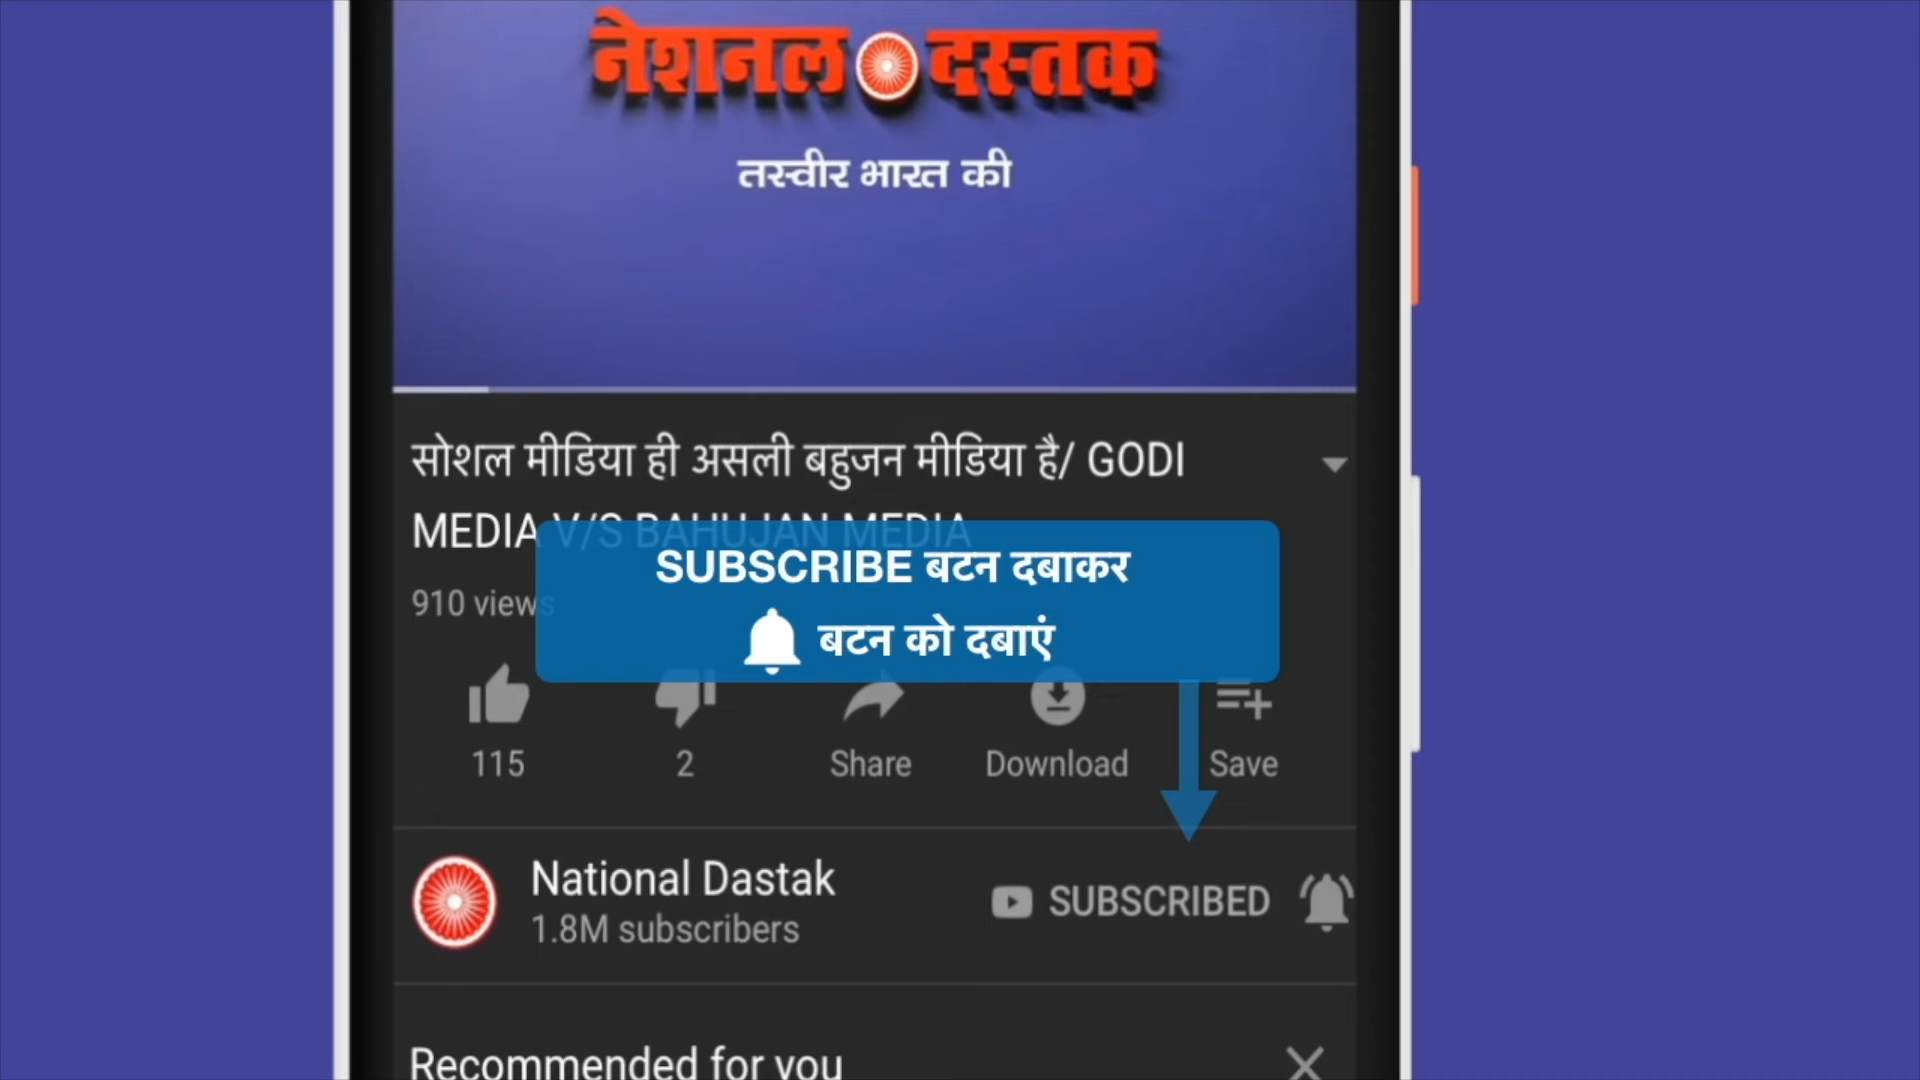 नेशनल दस्तक
तस्वीर भारत की
सोशल मीडिया ही असली बहुजन मीडिया है/ GODI
MEDIA V/S BAHUJAN MEDIA
SUBSCRIBE बटन दबाकर
बटन को दबाएं
910 views
115
2
Share
Download
Save
National Dastak
1.8M subscribers
SUBSCRIBED
Recommended for you